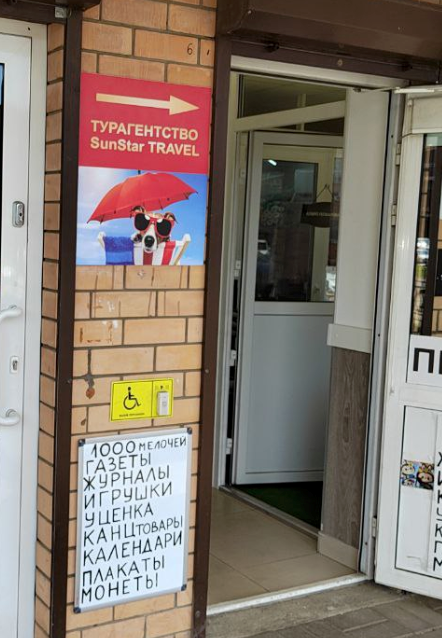 ТУРАГЕНТСТВО
SunStar TRAVEL
1000 МЕЛОЧЕЙ
ГАЗЕТЫ
ЖУРНАЛЫ
ИГРУШКИ
УЦЕНКА
КАНЦТОВАРЫ
КАЛЕНДАРИ
ПЛАКАТЫ
МОНЕТЫ